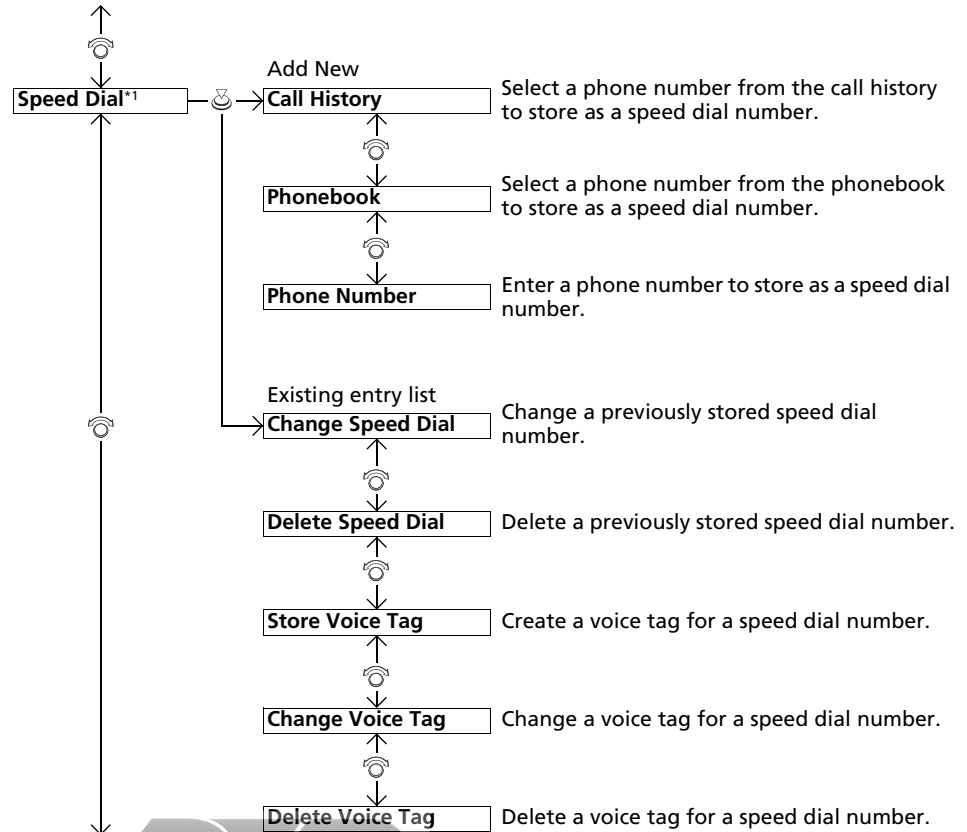 Add New
Speed Dial*1
Call History
Select a phone number from the call history
to store as a speed dial number.
Phonebook
Select a phone number from the phonebook
to store as a speed dial number.
Phone Number
Enter a phone number to store as a speed dial
number.
Existing entry list
Change Speed Dial
Change a previously stored speed dial
number.
Delete Speed Dial
Delete a previously stored speed dial number.
Store Voice Tag
Create a voice tag for a speed dial number.
Change Voice Tag
Change a voice tag for a speed dial number.
Delete Voice Tag
Delete a voice tag for a speed dial number.